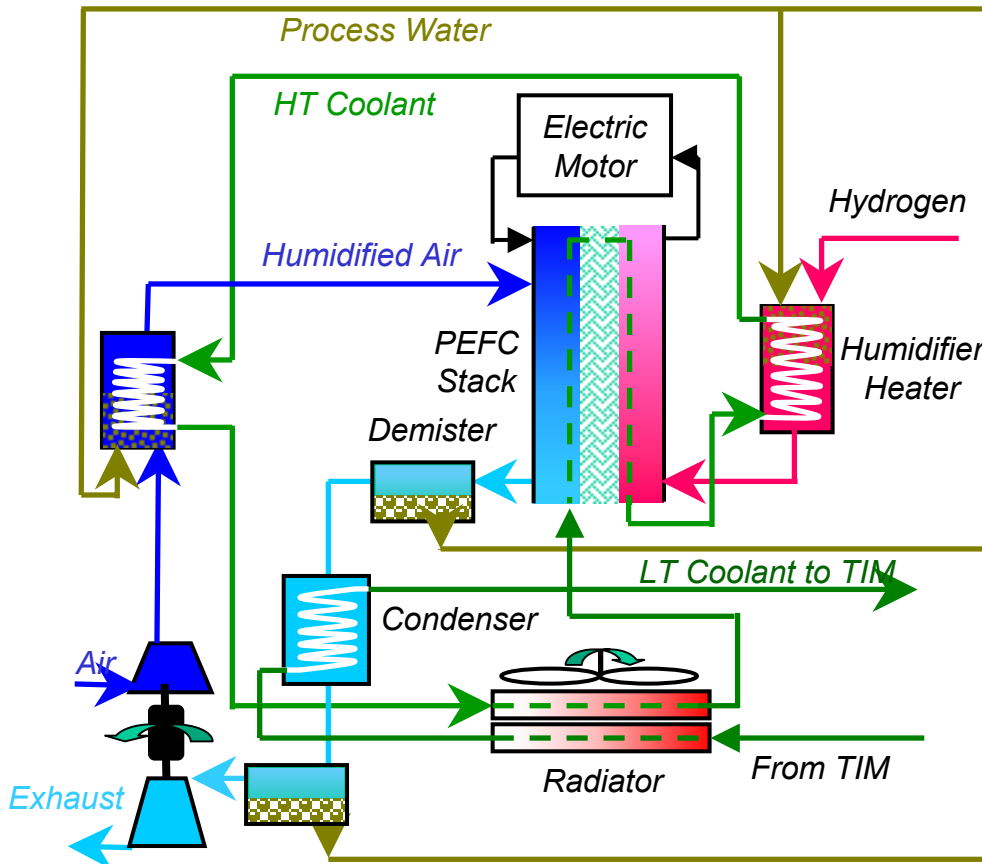 Process Water
HT Coolant
Electric
Motor
Hydrogen
Humidified Air
PEFC
Stack
Humidifier
Heater
Demister
LT Coolant to TIM
Condenser
Air
Radiator
From TIM
Exhaust